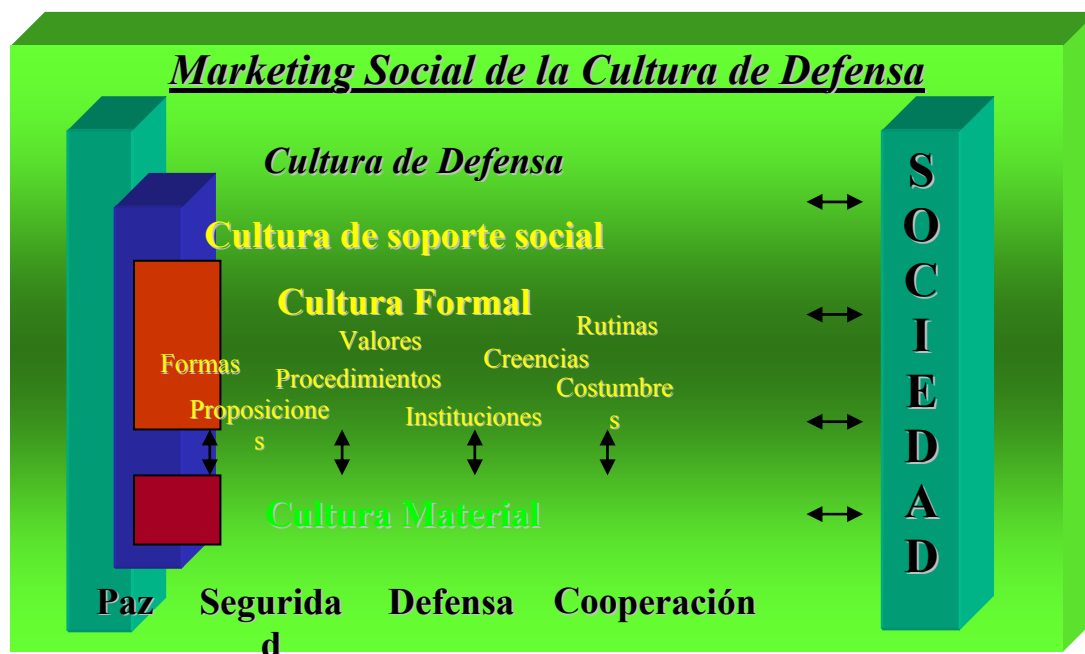 Marketing Social de la Cultura de Defensa
Cultura de Defensa
Cultura de soporte social
Cultura Formal
Rutinas
Valores
Creencias
Formas
Procedimientos
Costumbre
s
Proposicione
s
Instituciones
Cultura Material
Paz
Segurida
d
Defensa
Cooperación
S
O
C
I
E
D
A
D